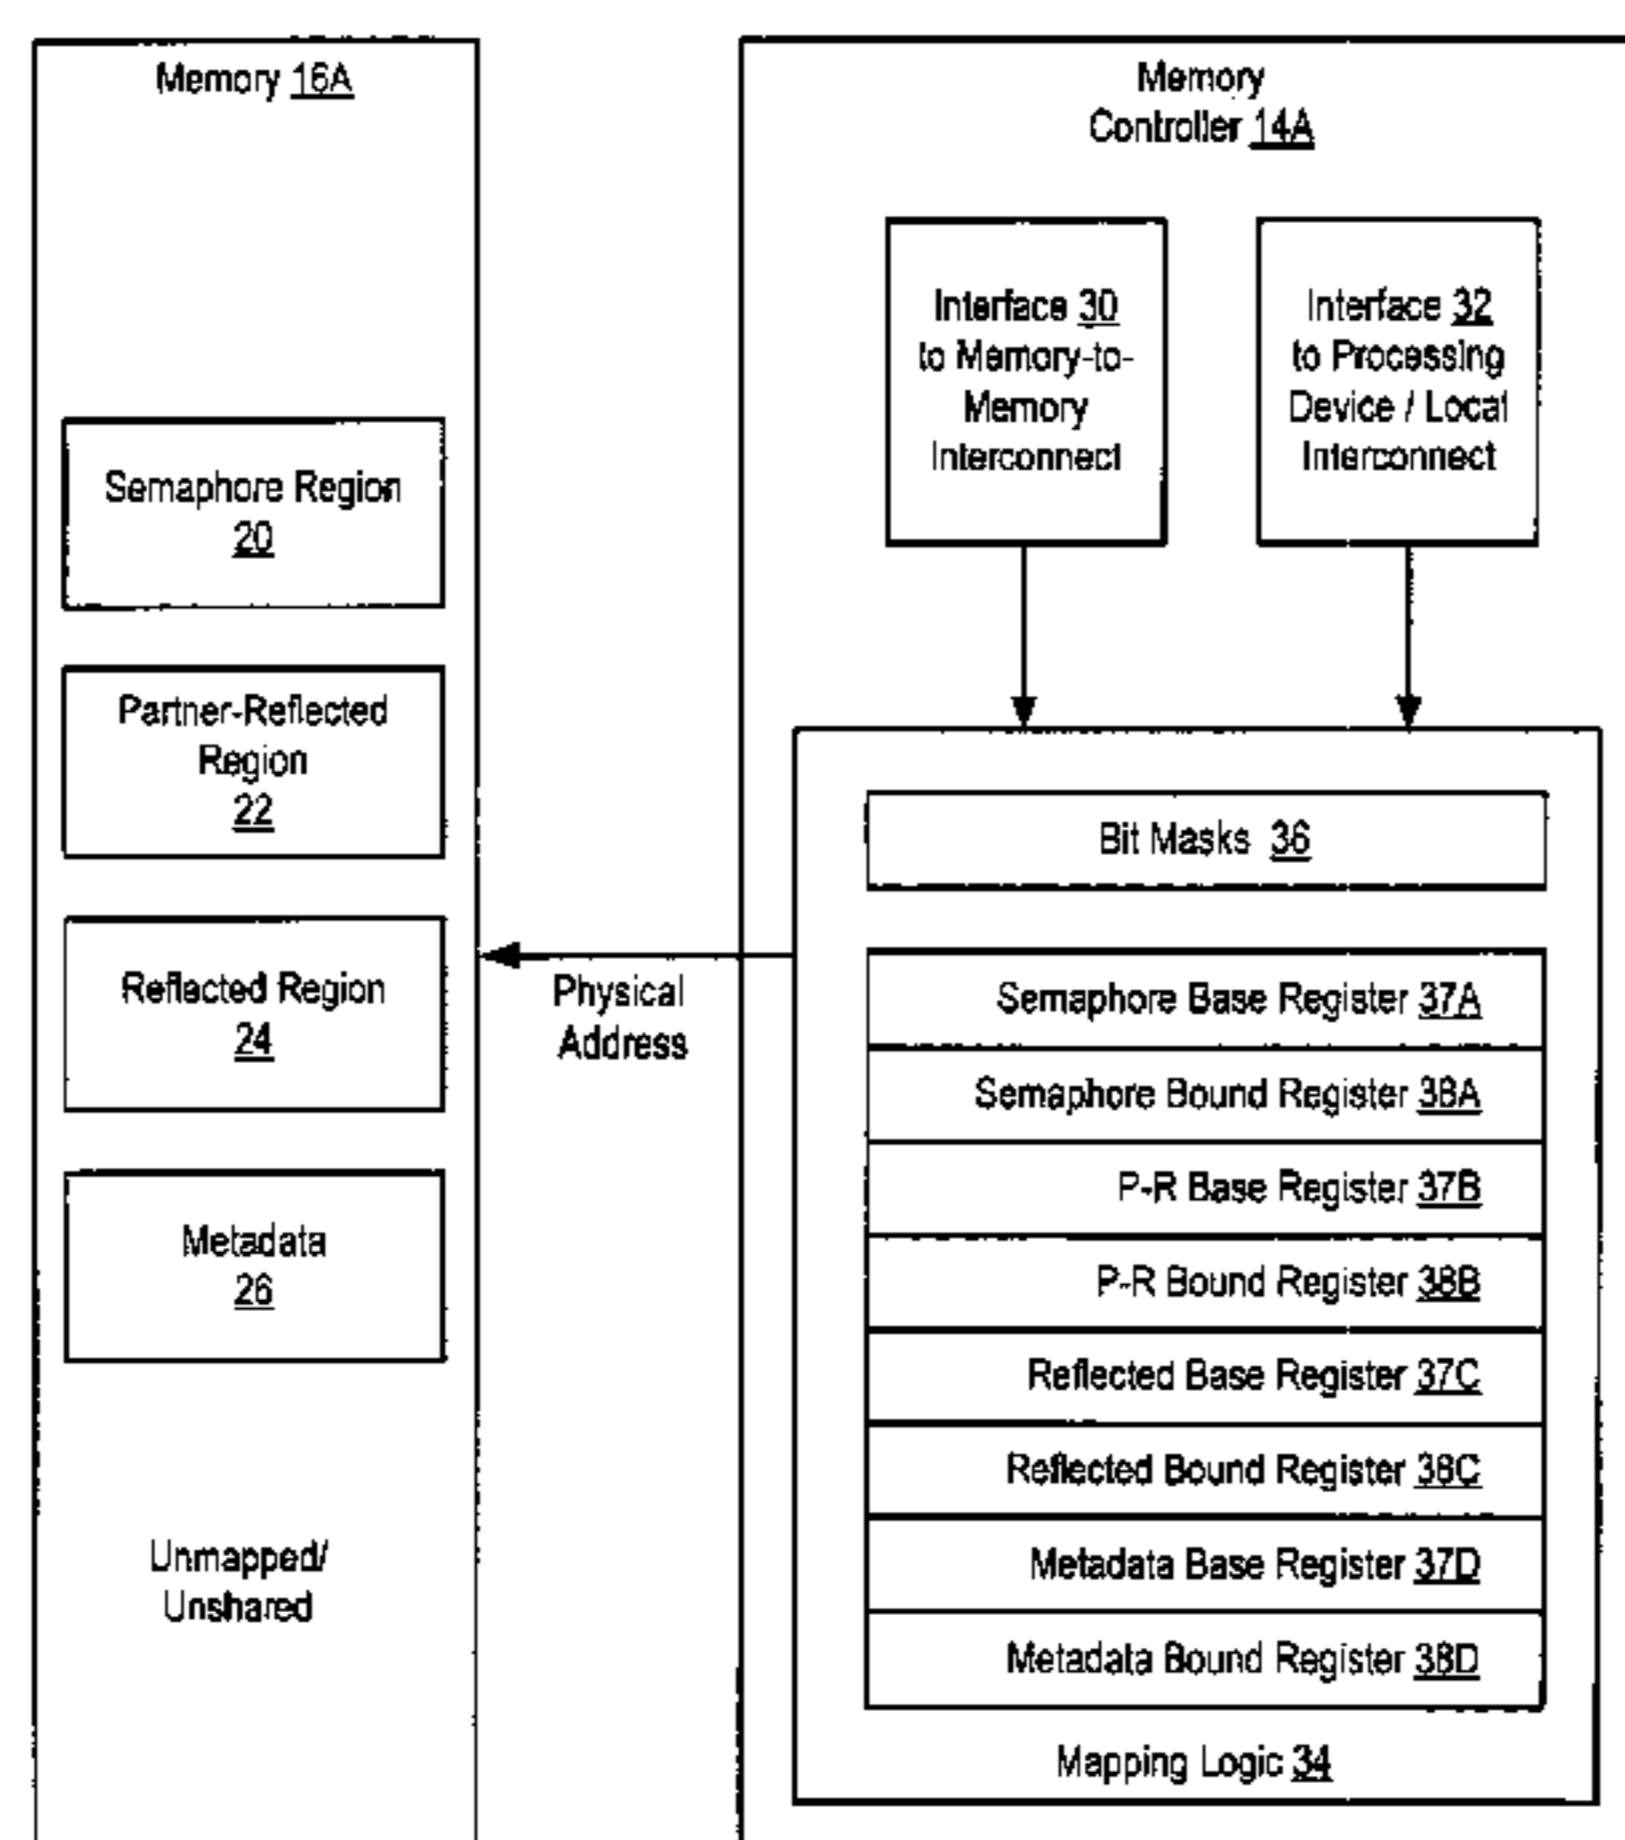 Memory 16A
Semaphore Region
20
Partner-Reflected
Region
22
Reflected Region
24
Metadata
26
Unmapped/
Unshared
Physical
Address
Memory
Controller 14A
Interface 30
to Memory-to-
Memory
Interconnect
Interface 32
to Processing
Device / Local
Interconnect
Bit Masks 36
Semaphore Base Register 37A
Semaphore Bound Register 38A
P-R Base Register 37B
P-R Bound Register 38B
Reflected Base Register 37C
Reflected Bound Register 38C
Metadata Base Register 37D
Metadata Bound Register 38D
Mapping Logic 34